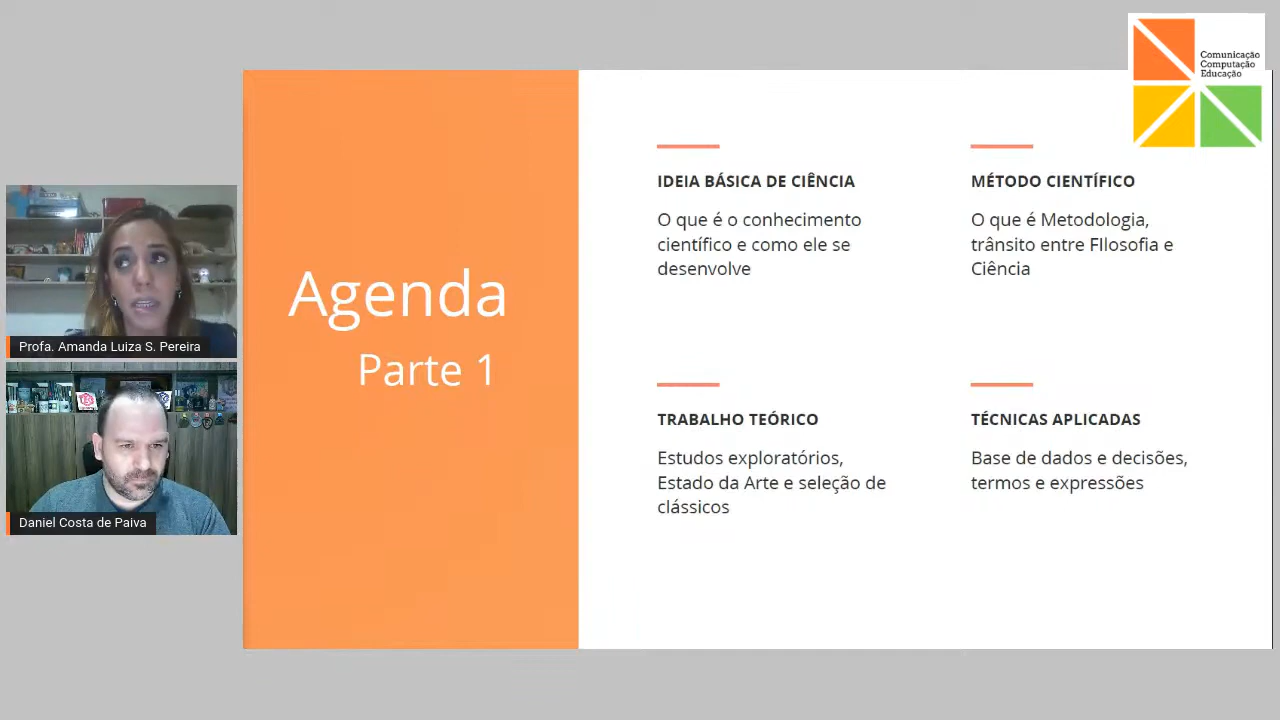 Comunicação
Computação
Educação
Profa. Amanda Luiza S. Pereira
Daniel Costa de Paiva
Agenda
Parte 1
IDEIA BÁSICA DE CIÊNCIA
O que é o conhecimento
científico e como ele se
desenvolve
MÉTODO CIENTÍFICO
O que é Metodologia,
trânsito entre FIlosofia e
Ciência
TRABALHO TEÓRICO
Estudos exploratórios,
Estado da Arte e seleção de
clássicos
TÉCNICAS APLICADAS
Base de dados e decisões,
termos e expressões